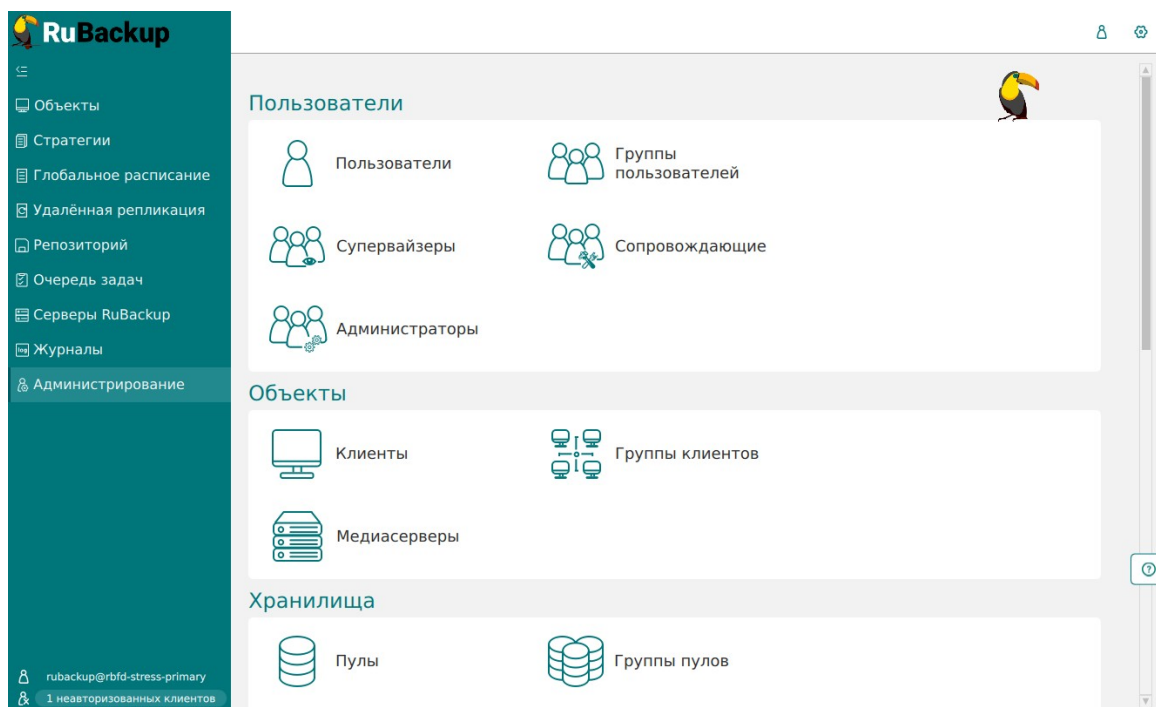 RuBackup
Объекты
Стратегии
Глобальное расписание
Удалённая репликация
Репозиторий
Очередь задач
Серверы RuBackup
log
Журналы
Администрирование
rubackup@rbfd-stress-primary
1 неавторизованных клиентов
Пользователи
Пользователи
Группы
пользователей
Супервайзеры
Сопровождающие
Администраторы
Объекты
Клиенты
Группы клиентов
Медиасерверы
Хранилища
Пулы
Группы пулов
?